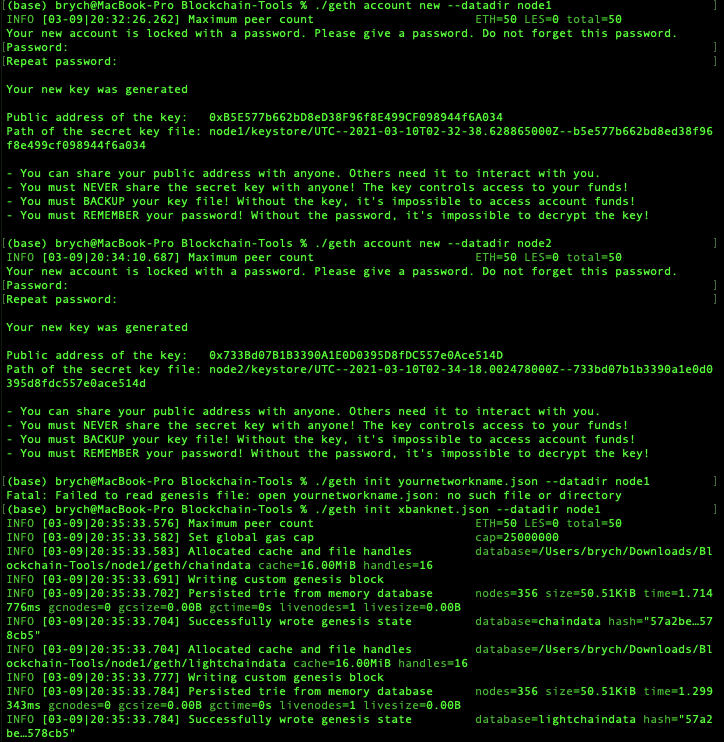 [(base) brych@MacBook-Pro Blockchain-Tools % ./geth account new --datadir node1 ]
INFO [03-09|20:32:26.262] Maximum peer count ETH=50 LES=0 total=50
Your new account is locked with a password. Please give a password. Do not forget this password.
[Password: ]
[Repeat password: ]
Your new key was generated
Public address of the key: 0xB5E577b662bD8eD38F96f8E499CF098944f6A034
Path of the secret key file: node1/keystore/UTC--2021-03-10T02-32-38.628865000Z--b5e577b662bd8ed38f96
f8e499cf098944f6a034
- You can share your public address with anyone. Others need it to interact with you.
- You must NEVER share the secret key with anyone! The key controls access to your funds!
- You must BACKUP your key file! Without the key, it's impossible to access account funds!
- You must REMEMBER your password! Without the password, it's impossible to decrypt the key!
[(base) brych@MacBook-Pro Blockchain-Tools % ./geth account new --datadir node2 ]
INFO [03-09|20:34:10.687] Maximum peer count ETH=50 LES=0 total=50
Your new account is locked with a password. Please give a password. Do not forget this password.
[Password: ]
[Repeat password: ]
Your new key was generated
Public address of the key: 0x733Bd07B1B3390A1E0D0395D8fDC557e0Ace514D
Path of the secret key file: node2/keystore/UTC--2021-03-10T02-34-18.002478000Z--733bd07b1b3390a1e0d0
395d8fdc557e0ace514d
- You can share your public address with anyone. Others need it to interact with you.
- You must NEVER share the secret key with anyone! The key controls access to your funds!
- You must BACKUP your key file! Without the key, it's impossible to access account funds!
- You must REMEMBER your password! Without the password, it's impossible to decrypt the key!
[(base) brych@MacBook-Pro Blockchain-Tools % ./geth init yournetworkname.json --datadir node1 ]
Fatal: Failed to read genesis file: open yournetworkname.json: no such file or directory
[(base) brych@MacBook-Pro Blockchain-Tools % ./geth init xbanknet.json --datadir node1 ]
INFO [03-09|20:35:33.576] Maximum peer count ETH=50 LES=0 total=50
INFO [03-09|20:35:33.582] Set global gas cap cap=25000000
INFO [03-09|20:35:33.583] Allocated cache and file handles database=/Users/brych/Downloads/Bl
ockchain-Tools/node1/geth/chaindata cache=16.00MiB handles=16
INFO [03-09|20:35:33.691] Writing custom genesis block
INFO [03-09|20:35:33.702] Persisted trie from memory database nodes=356 size=50.51KiB time=1.714
776ms gcnodes=0 gcsize=0.00B gctime=0s livenodes=1 livesize=0.00B
INFO [03-09|20:35:33.704] Successfully wrote genesis state database=chaindata hash="57a2be…57
8cb5"
INFO [03-09|20:35:33.704] Allocated cache and file handles database=/Users/brych/Downloads/Bl
ockchain-Tools/node1/geth/lightchaindata cache=16.00MiB handles=16
INFO [03-09|20:35:33.777] Writing custom genesis block
INFO [03-09|20:35:33.784] Persisted trie from memory database nodes=356 size=50.51KiB time=1.299
343ms gcnodes=0 gcsize=0.00B gctime=0s livenodes=1 livesize=0.00B
INFO [03-09|20:35:33.784] Successfully wrote genesis state database=lightchaindata hash="57a2
be…578cb5"